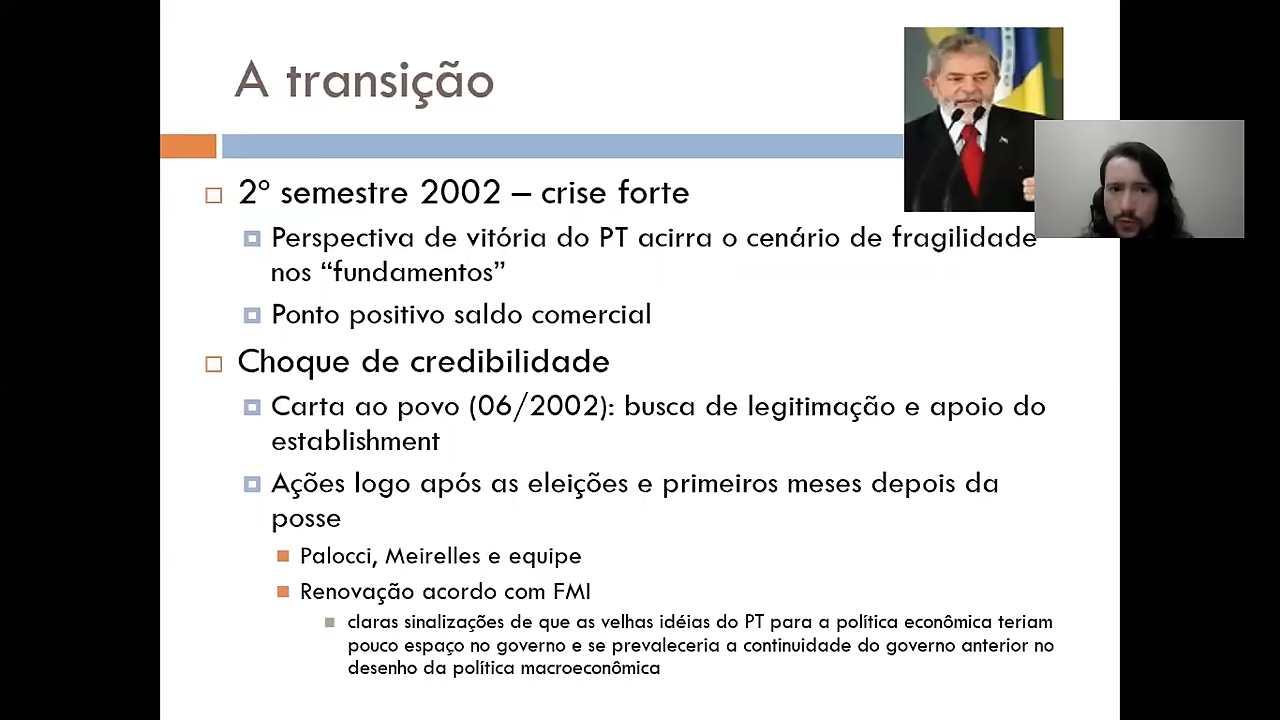 A transição
2º semestre 2002 – crise forte
Perspectiva de vitória do PT acirra o cenário de fragilidade
nos “fundamentos”
Ponto positivo saldo comercial
Choque de credibilidade
Carta ao povo (06/2002): busca de legitimação e apoio do
establishment
Ações logo após as eleições e primeiros meses depois da
posse
Palocci, Meirelles e equipe
Renovação acordo com FMI
claras sinalizações de que as velhas idéias do PT para a política econômica teriam
pouco espaço no governo e se prevaleceria a continuidade do governo anterior no
desenho da política macroeconômica